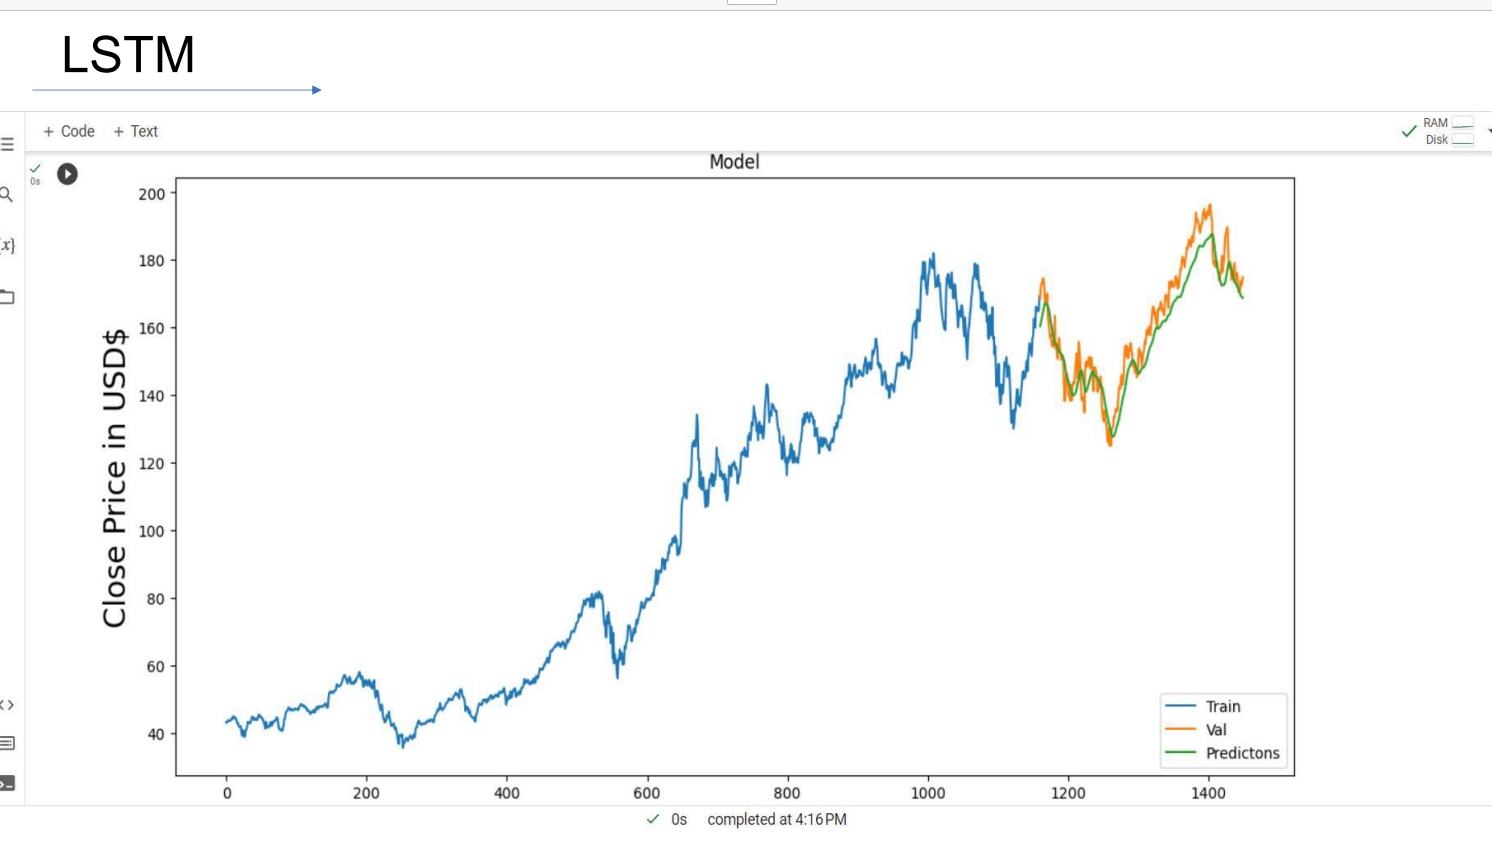 LSTM
+ Code + Text
RAM
Disk
0s
Model
{x}
200
180
160
140
120
100
80
60
40
Close Price in USD$
Train
Val
Predictons
0 200 400 600 800 1000 1200 1400
0s completed at 4:16 PM